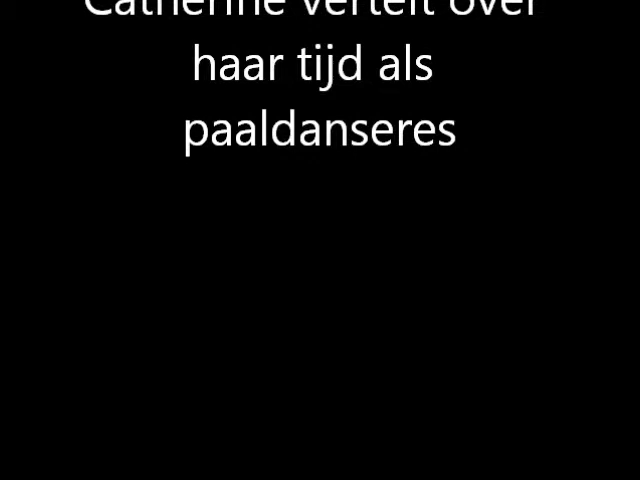 Catherine vertelt over
haar tijd als
paaldanseres